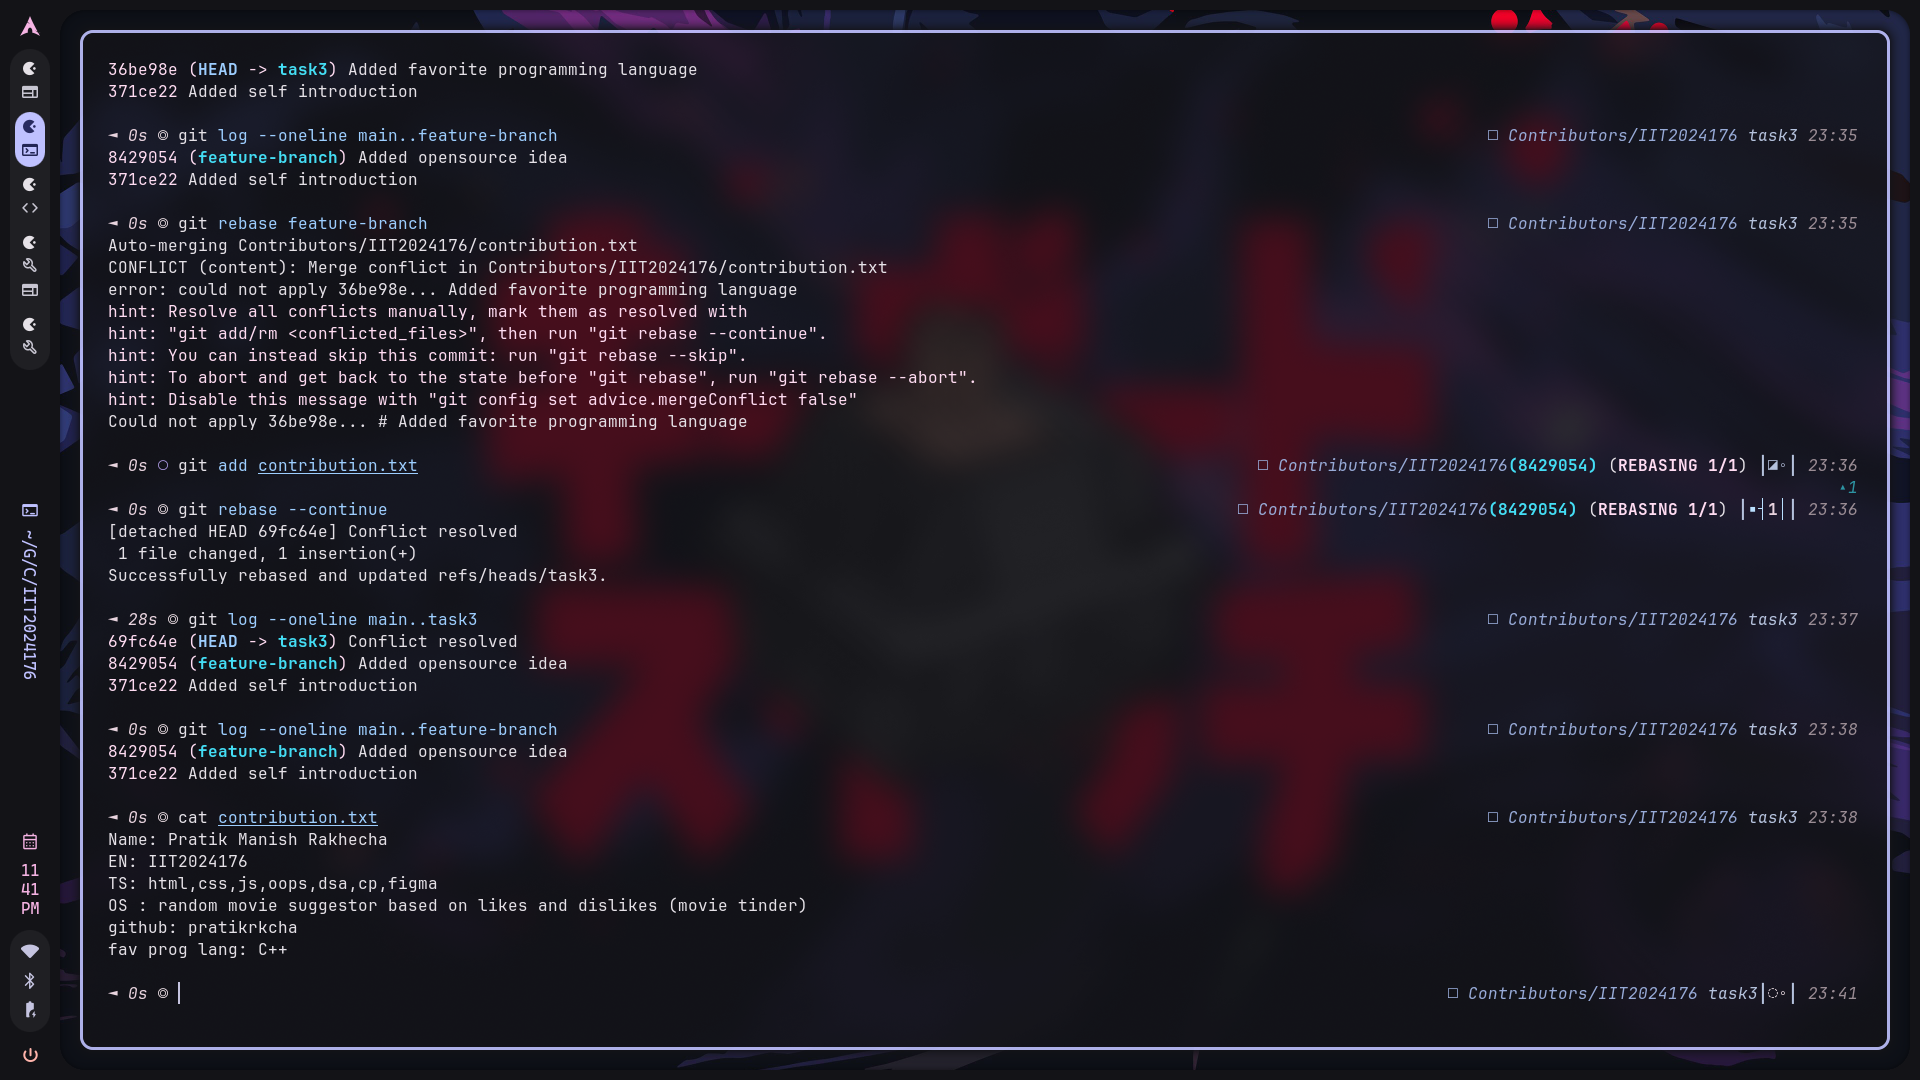 36be98e (HEAD -> task3) Added favorite programming language
371ce22 Added self introduction
◄ 0s ◎ git log --oneline main..feature-branch □ Contributors/IIT2024176 task3 23:35
8429054 (feature-branch) Added opensource idea
371ce22 Added self introduction
◄ 0s ◎ git rebase feature-branch □ Contributors/IIT2024176 task3 23:35
Auto-merging Contributors/IIT2024176/contribution.txt
CONFLICT (content): Merge conflict in Contributors/IIT2024176/contribution.txt
error: could not apply 36be98e... Added favorite programming language
hint: Resolve all conflicts manually, mark them as resolved with
hint: "git add/rm <conflicted_files>", then run "git rebase --continue".
hint: You can instead skip this commit: run "git rebase --skip".
hint: To abort and get back to the state before "git rebase", run "git rebase --abort".
hint: Disable this message with "git config set advice.mergeConflict false"
Could not apply 36be98e... # Added favorite programming language
◄ 0s ○ git add contribution.txt □ Contributors/IIT2024176(8429054) (REBASING 1/1) │◪◦│ 23:36
▴1
◄ 0s ◎ git rebase --continue □ Contributors/IIT2024176(8429054) (REBASING 1/1) │▪┤1││ 23:36
[detached HEAD 69fc64e] Conflict resolved
1 file changed, 1 insertion(+)
Successfully rebased and updated refs/heads/task3.
◄ 28s ◎ git log --oneline main..task3 □ Contributors/IIT2024176 task3 23:37
69fc64e (HEAD -> task3) Conflict resolved
8429054 (feature-branch) Added opensource idea
371ce22 Added self introduction
◄ 0s ◎ git log --oneline main..feature-branch □ Contributors/IIT2024176 task3 23:38
8429054 (feature-branch) Added opensource idea
371ce22 Added self introduction
◄ 0s ◎ cat contribution.txt □ Contributors/IIT2024176 task3 23:38
Name: Pratik Manish Rakhecha
EN: IIT2024176
TS: html,css,js,oops,dsa,cp,figma
OS : random movie suggestor based on likes and dislikes (movie tinder)
github: pratikrkcha
fav prog lang: C++
◄ 0s ◎ □ Contributors/IIT2024176 task3│◌◦│ 23:41
~/G/C/IIT2024176
11
41
PM